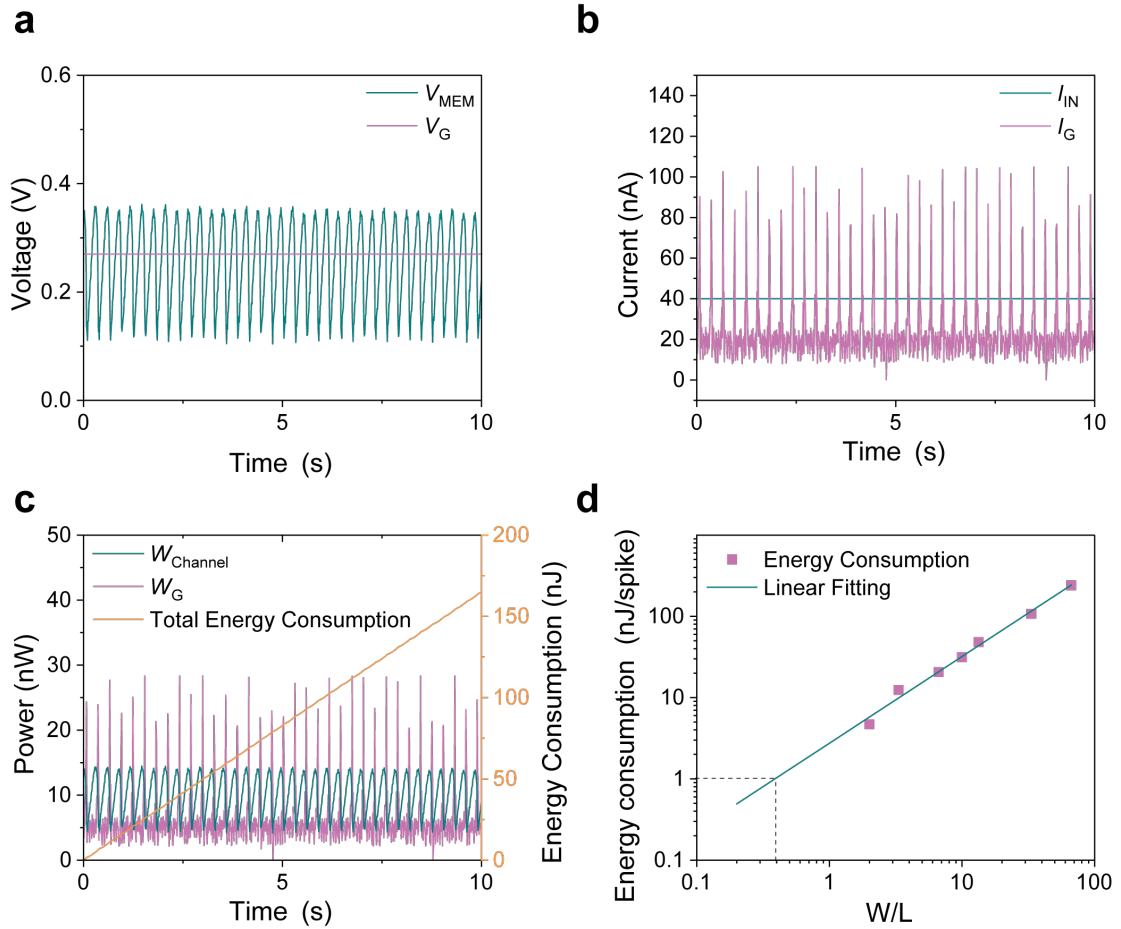 a
0.6
0.4
0.2
0.0
Voltage (V)
V_MEM
V_G
0
5
10
Time (s)
b
140
120
100
80
60
40
20
0
Current (nA)
I_IN
I_G
0
5
10
Time (s)
c
50
40
30
20
10
0
Power (nW)
W_Channel
W_G
Total Energy Consumption
200
150
100
50
0
Energy Consumption (nJ)
0
5
10
Time (s)
d
100
10
1
0.1
Energy consumption (nJ/spike)
Energy Consumption
Linear Fitting
0.1
1
10
100
W/L